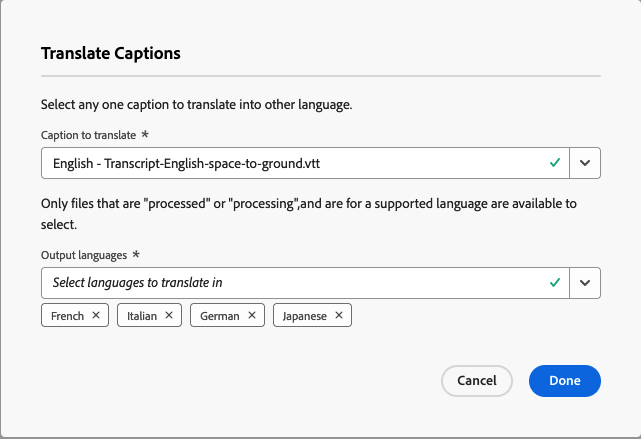 Translate Captions
Select any one caption to translate into other language.
Caption to translate *
English - Transcript-English-space-to-ground.vtt
Only files that are "processed" or "processing",and are for a supported language are available to
select.
Output languages *
Select languages to translate in
French × Italian × German × Japanese ×
Cancel Done